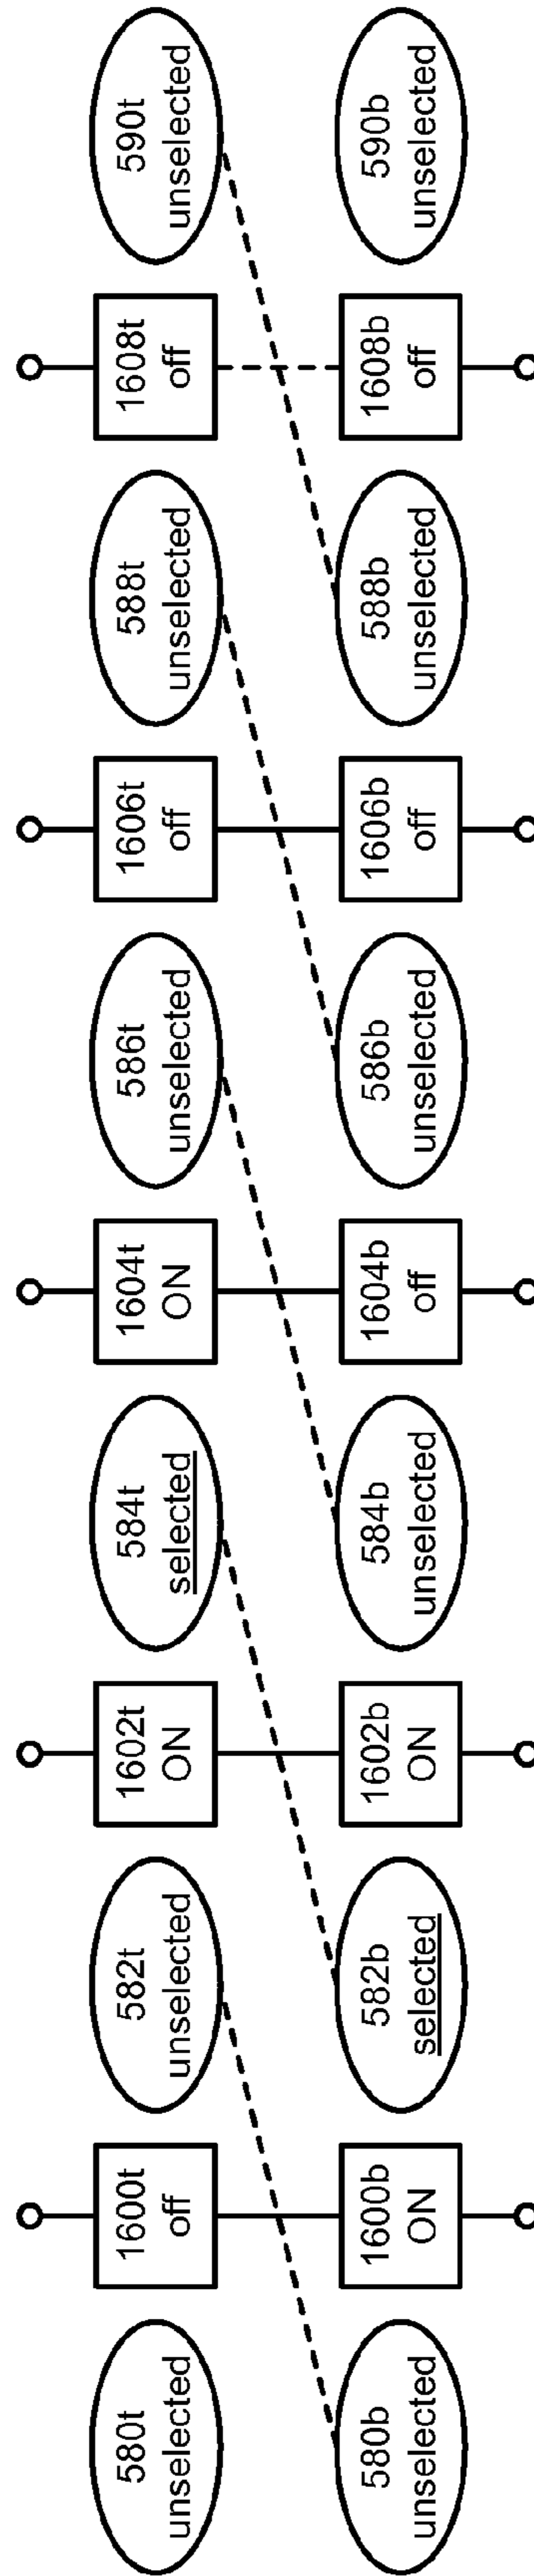 580t
unselected
1600t
off
582t
unselected
1602t
ON
584t
selected
1604t
ON
586t
unselected
1606t
off
588t
unselected
1608t
off
590t
unselected
580b
unselected
1600b
ON
582b
selected
1602b
ON
584b
unselected
1604b
off
586b
unselected
1606b
off
588b
unselected
1608b
off
590b
unselected